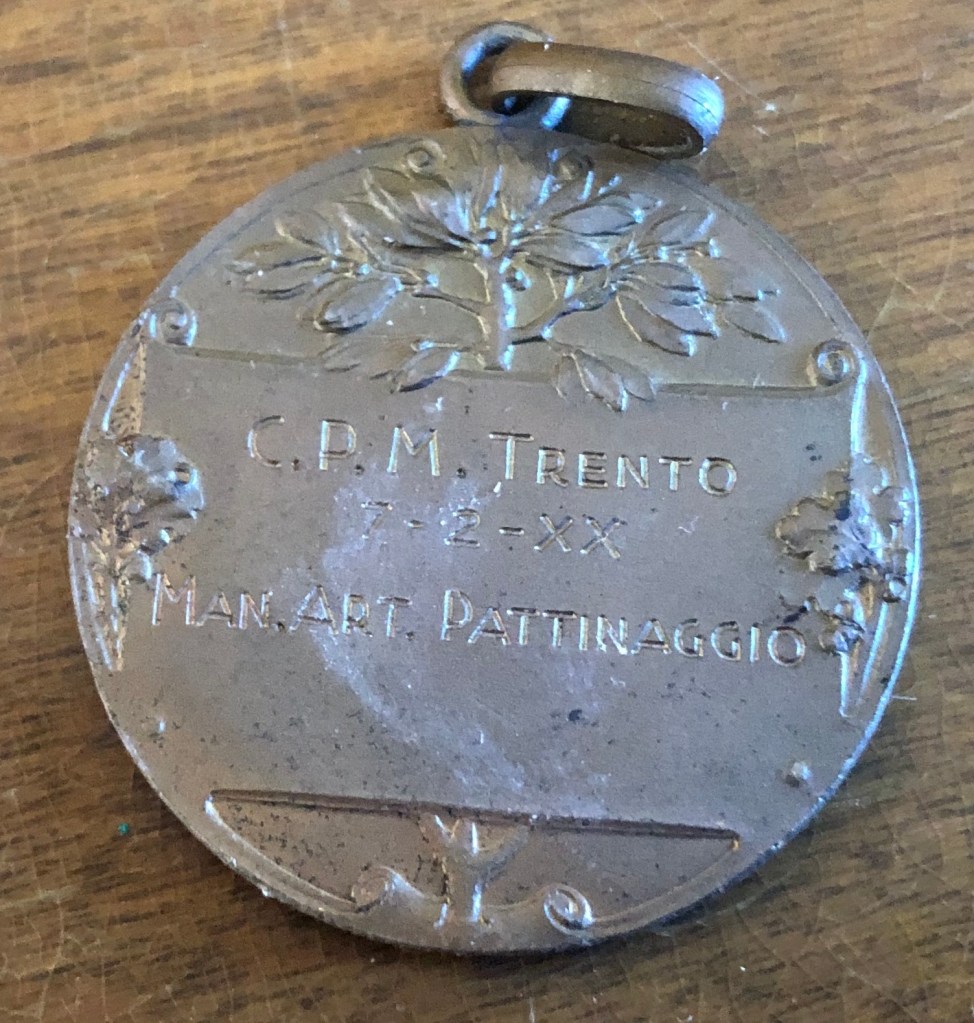 C.P.M. TRENTO
7-2-XX
MAN. ART. PATTINAGGIO